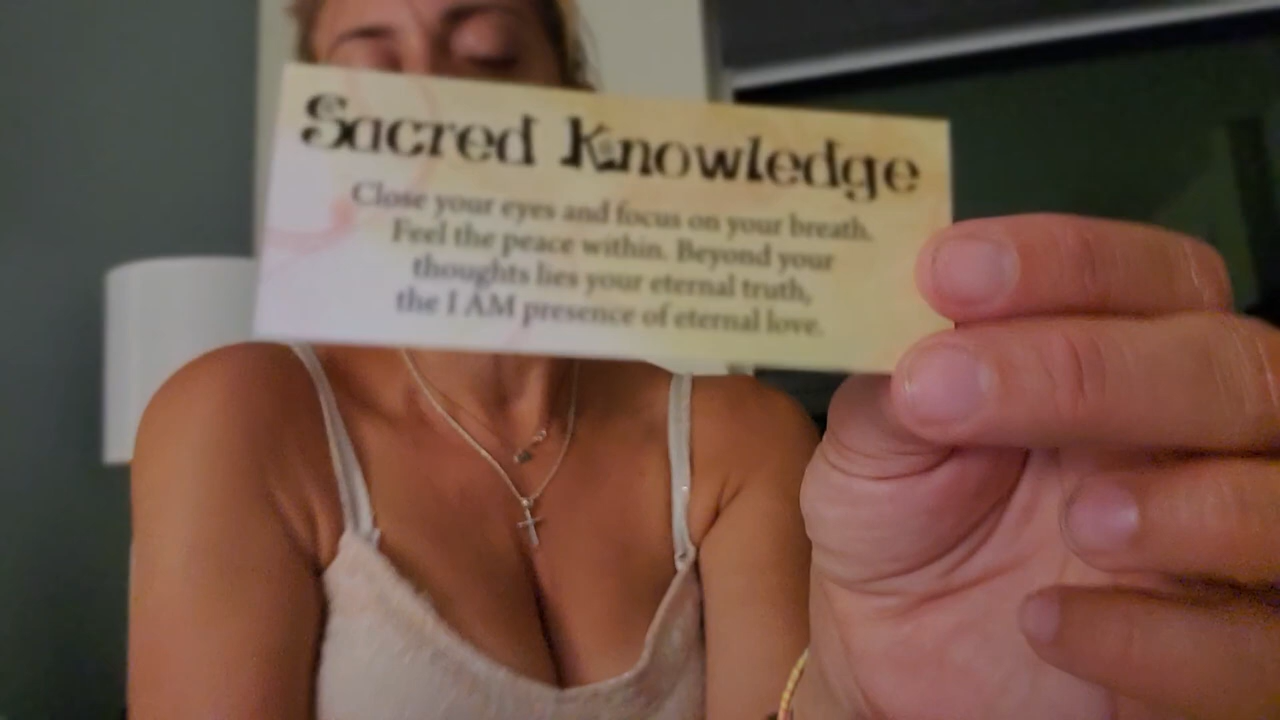 Sacred Knowledge
Close your eyes and focus on your breath.
Feel the peace within. Beyond your
thoughts lies your eternal truth,
the I AM presence of eternal love.